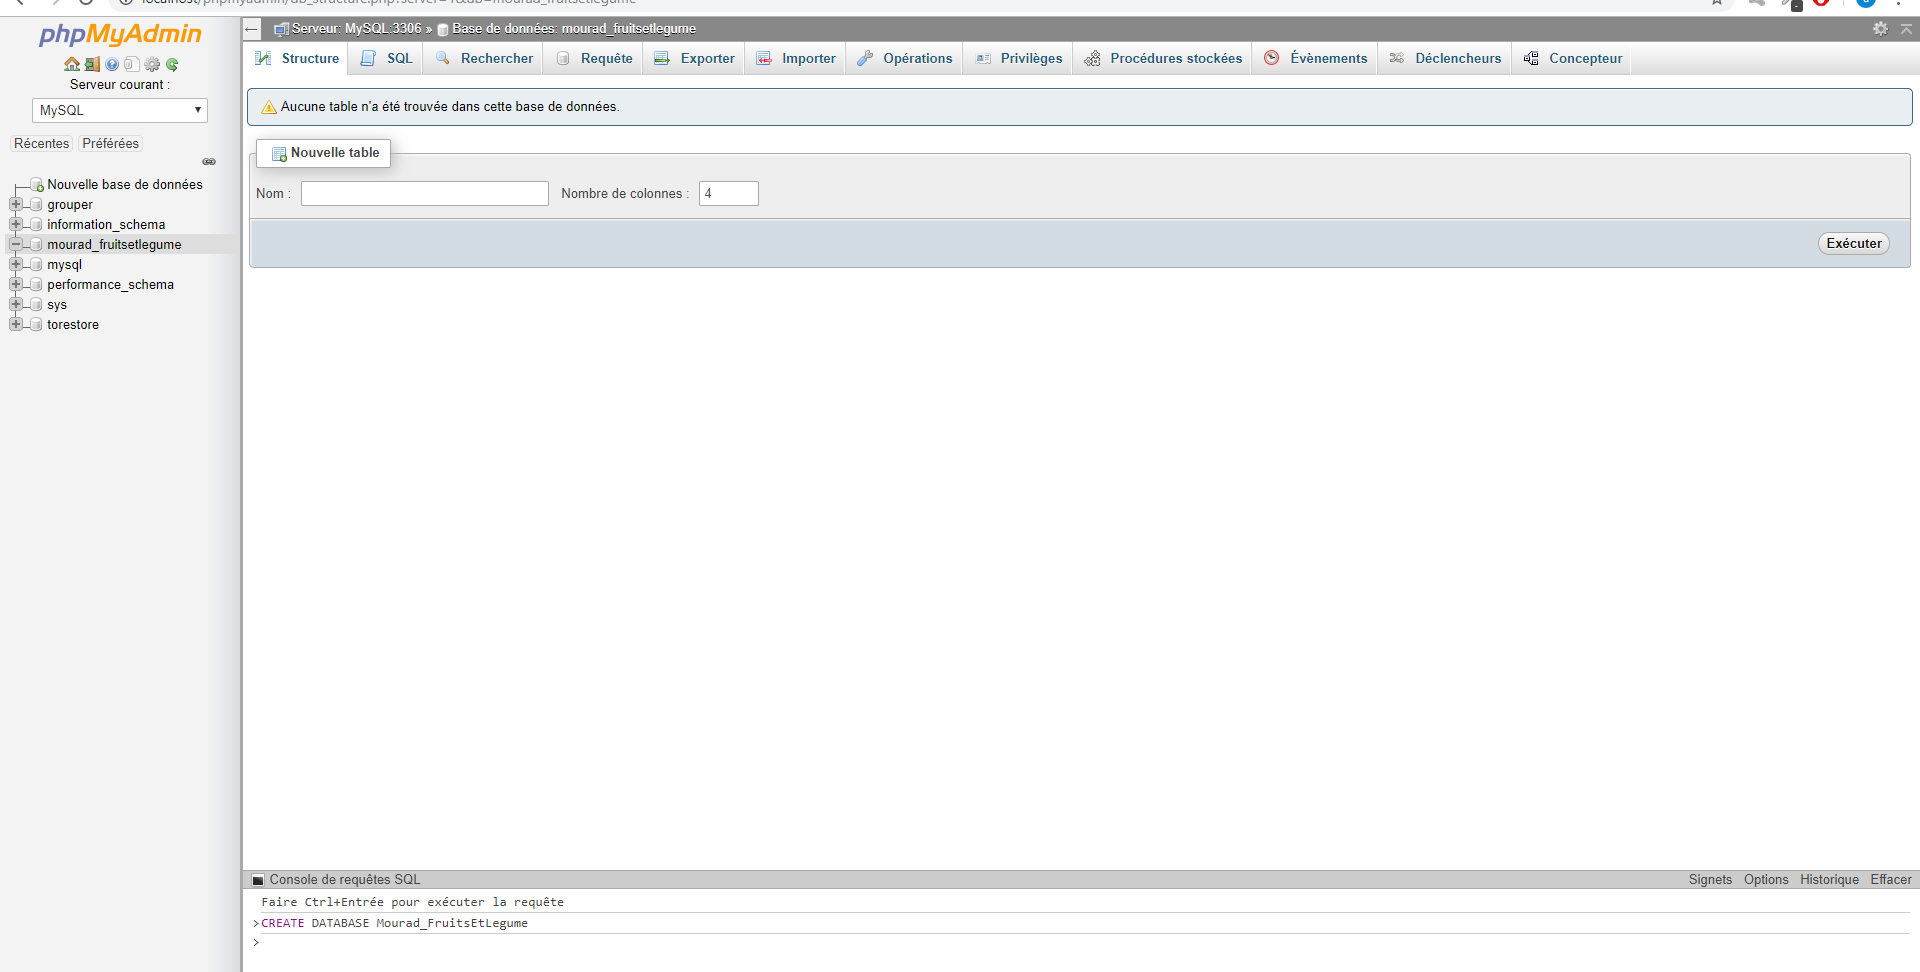 localhost/phpmyadmin/db_structure.php?server=1&db=mourad_fruitsetlegume
phpMyAdmin
Serveur courant :
MySQL
Récentes Préférées
Nouvelle base de données
grouper
information_schema
mourad_fruitsetlegume
mysql
performance_schema
sys
torestore
Serveur: MySQL:3306 » Base de données: mourad_fruitsetlegume
Structure SQL Rechercher Requête Exporter Importer Opérations Privilèges Procédures stockées Évènements Déclencheurs Concepteur
Aucune table n'a été trouvée dans cette base de données.
Nouvelle table
Nom : Nombre de colonnes : 4
Exécuter
Console de requêtes SQL Signets Options Historique Effacer
Faire Ctrl+Entrée pour exécuter la requête
>CREATE DATABASE Mourad_FruitsEtLegume
>